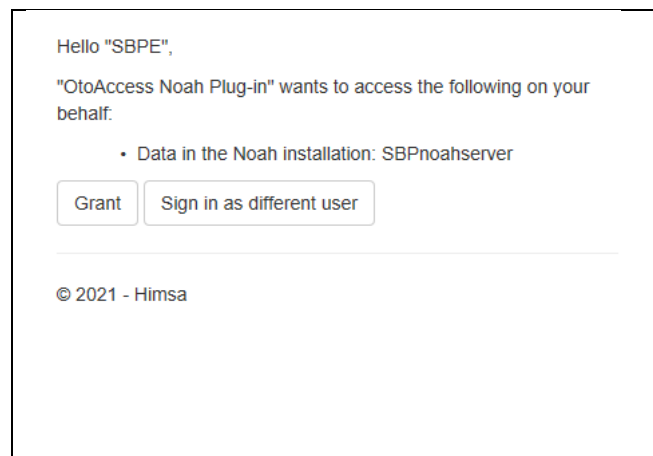 Hello "SBPE",
"OtoAccess Noah Plug-in" wants to access the following on your
behalf:
• Data in the Noah installation: SBPnoahserver
Grant Sign in as different user
© 2021 - Himsa